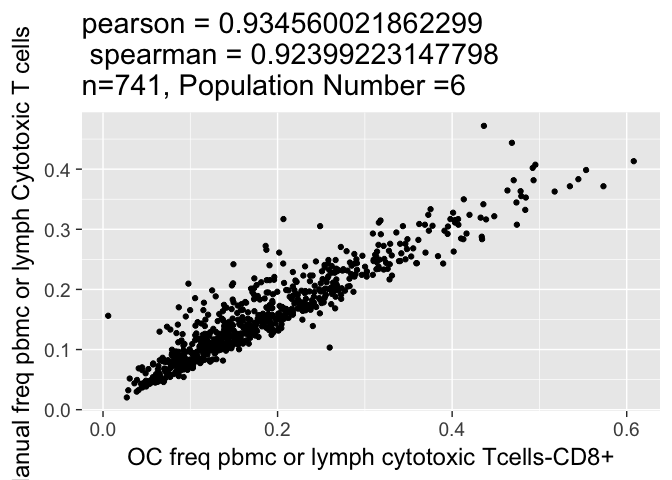 pearson = 0.934560021862299
spearman = 0.92399223147798
n=741, Population Number =6
anual freq pbmc or lymph Cytotoxic T cells
0.4
0.3
0.2
0.1
0.0
0.0 0.2 0.4 0.6
OC freq pbmc or lymph cytotoxic Tcells-CD8+